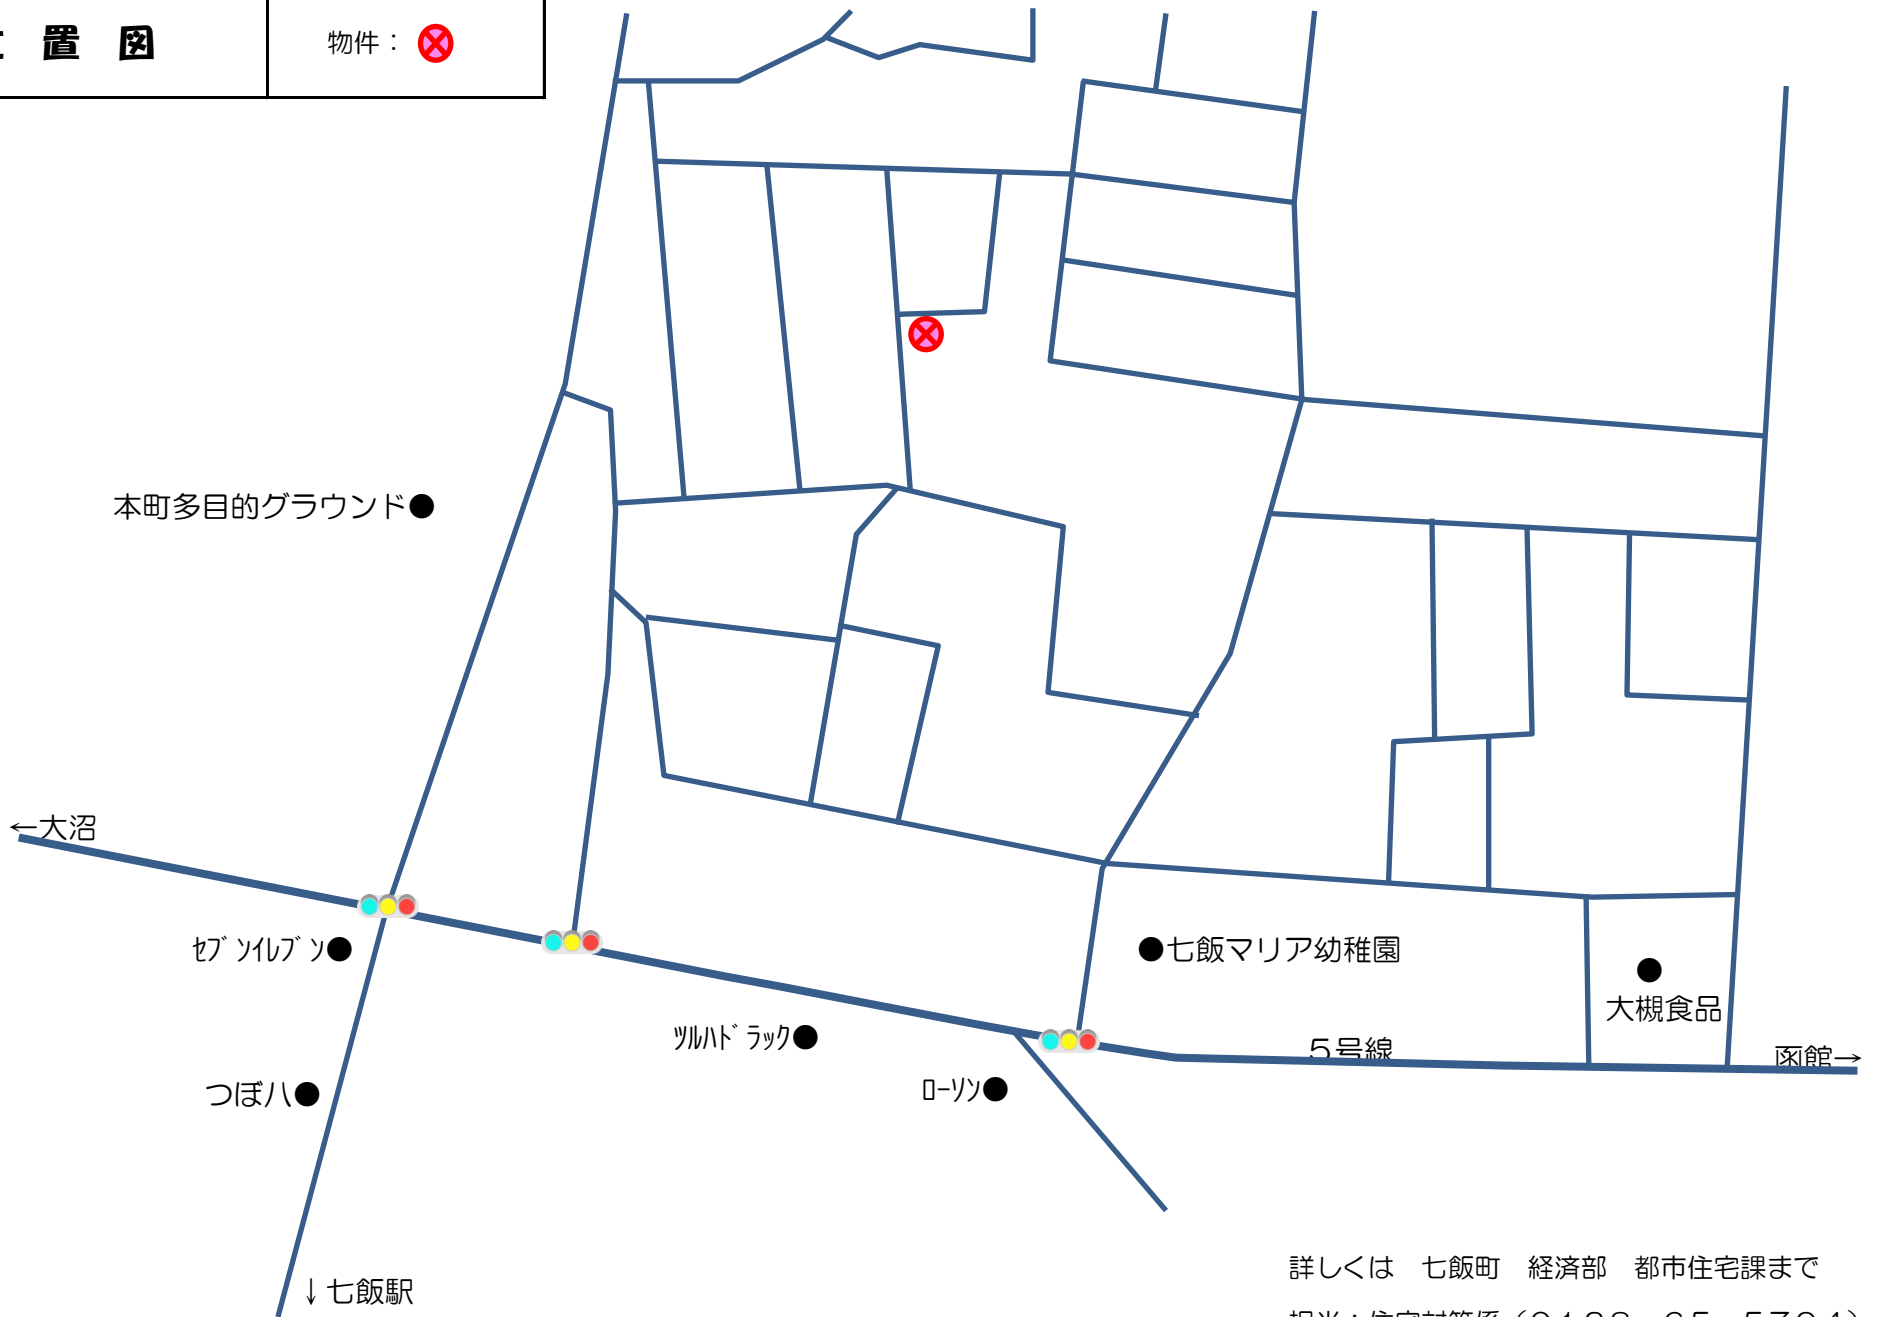 置 図
物件：
本町多目的グラウンド●
←大沼
ｾﾌﾞﾝｲﾚﾌﾞﾝ●
●七飯マリア幼稚園
大槻食品
ﾂﾙﾊﾄﾞﾗｯｸ●
５号線
函館→
つぼ八●
ﾛｰｿﾝ●
↓七飯駅
詳しくは　七飯町　経済部　都市住宅課まで